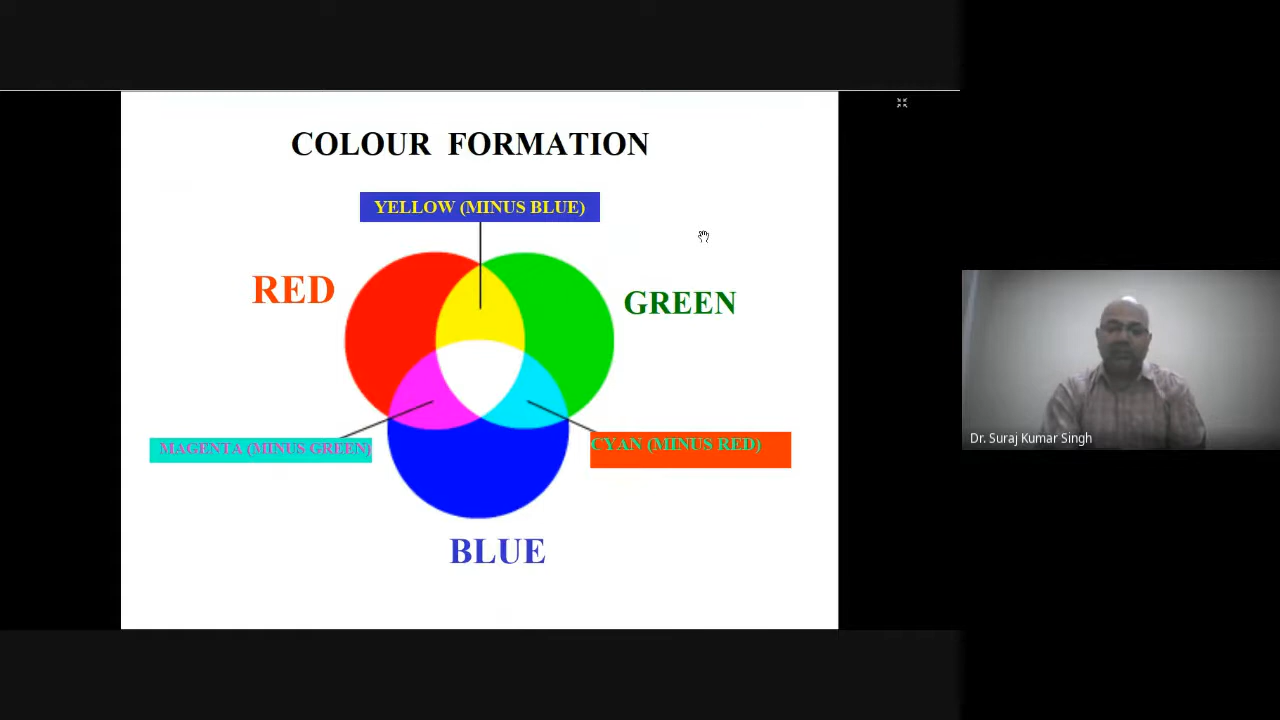 COLOUR FORMATION
YELLOW (MINUS BLUE)
RED
GREEN
MAGENTA (MINUS GREEN)
CYAN (MINUS RED)
Dr. Suraj Kumar Singh
BLUE